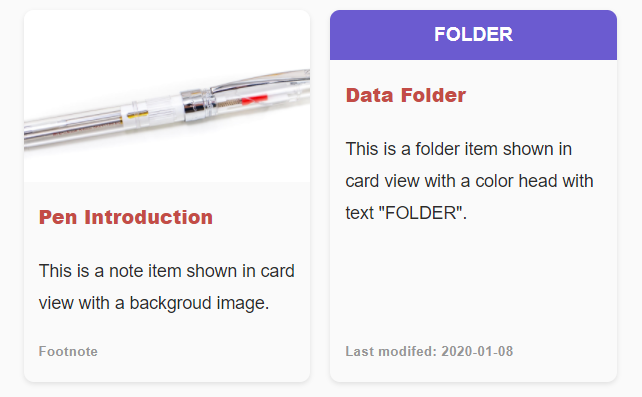 Pen Introduction
This is a note item shown in card
view with a backgroud image.
Footnote
FOLDER
Data Folder
This is a folder item shown in
card view with a color head with
text "FOLDER".
Last modifed: 2020-01-08